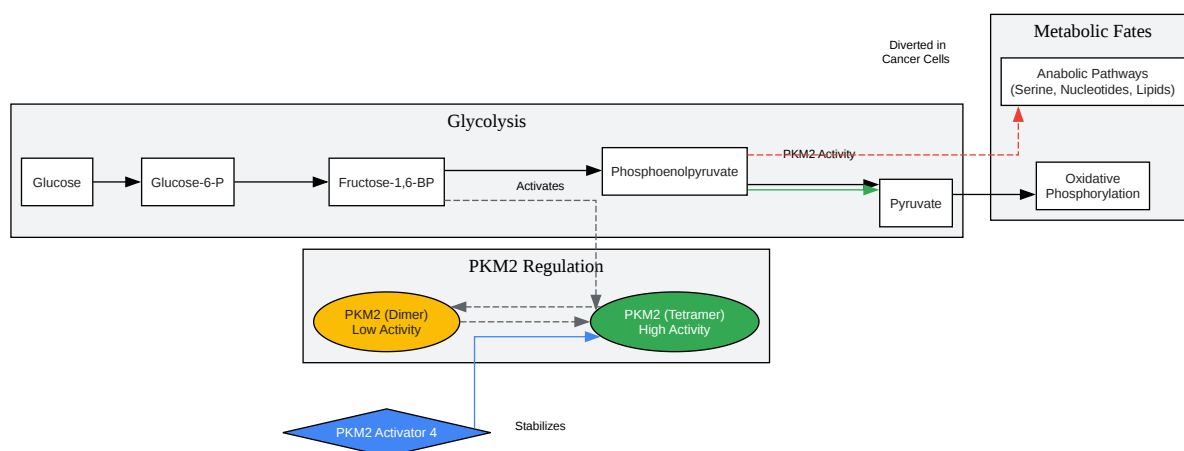 Metabolic Fates
Diverted in
Cancer Cells
Anabolic Pathways
(Serine, Nucleotides, Lipids)
Glycolysis
Glucose
Glucose-6-P
Fructose-1,6-BP
Activates
Phosphoenolpyruvate
PKM2 Activity
Pyruvate
Oxidative
Phosphorylation
PKM2 Regulation
PKM2 (Dimer)
Low Activity
PKM2 (Tetramer)
High Activity
PKM2 Activator 4
Stabilizes